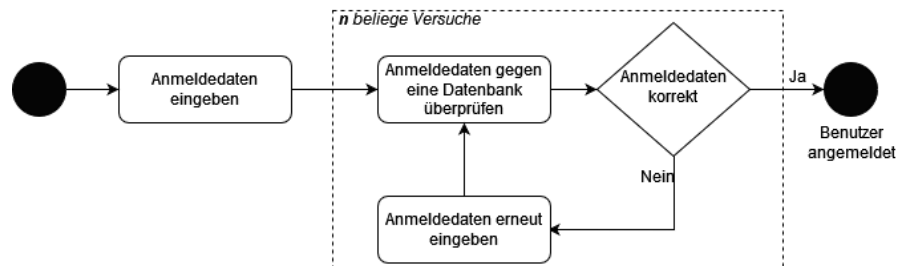 n beliege Versuche
Anmeldedaten
eingeben
Anmeldedaten gegen
eine Datenbank
überprüfen
Anmeldedaten
korrekt
Ja
Benutzer
angemeldet
Nein
Anmeldedaten erneut
eingeben